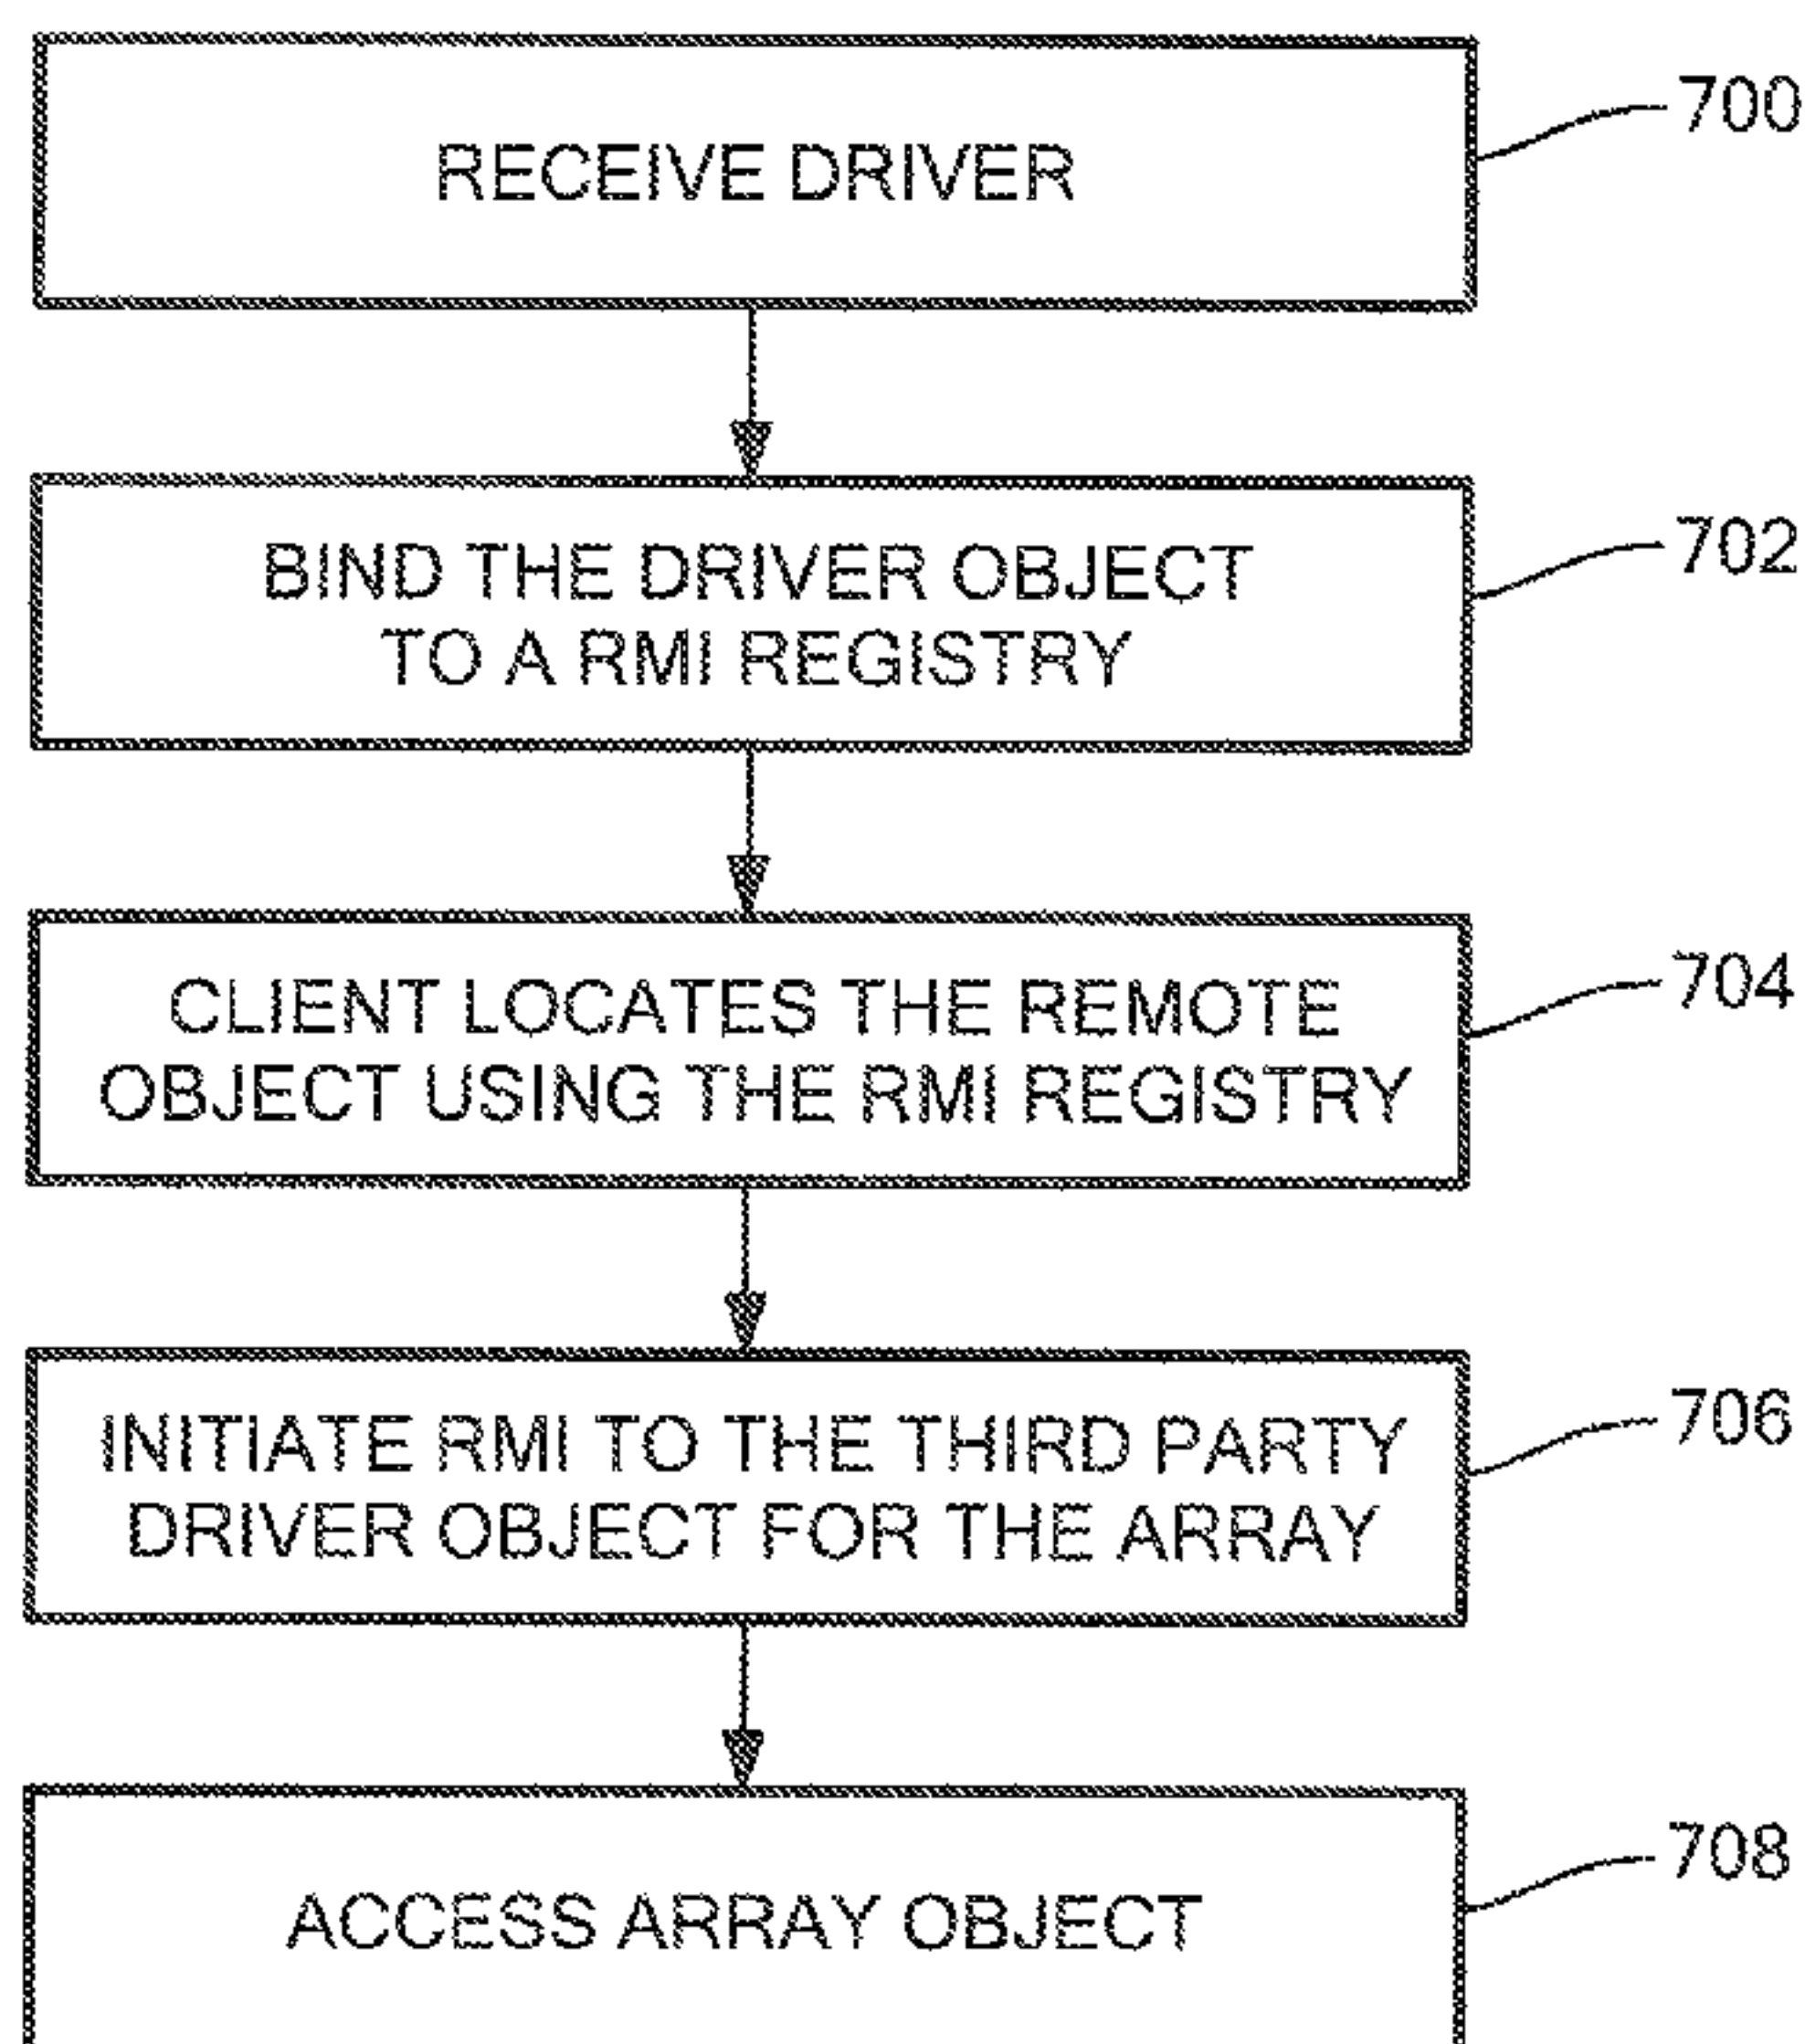 RECEIVE DRIVER
700
BIND THE DRIVER OBJECT
TO A RMI REGISTRY
702
CLIENT LOCATES THE REMOTE
OBJECT USING THE RMI REGISTRY
704
INITIATE RMI TO THE THIRD PARTY
DRIVER OBJECT FOR THE ARRAY
706
ACCESS ARRAY OBJECT
708